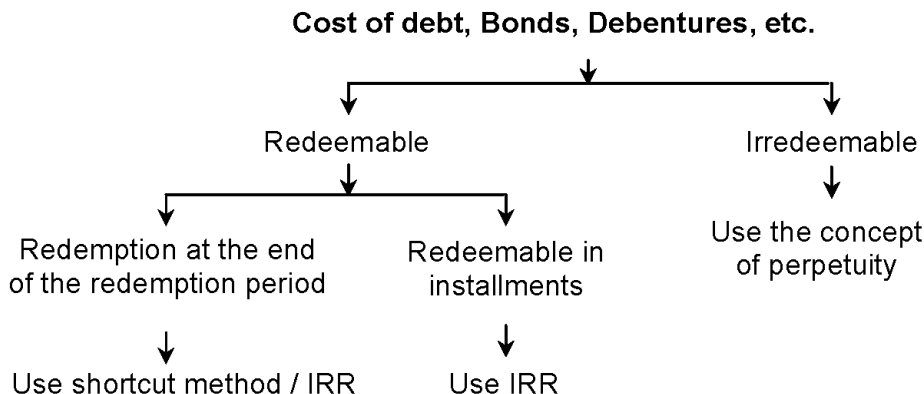 Cost of debt, Bonds, Debentures, etc.
Redeemable
Irredeemable
Redemption at the end
of the redemption period
Redeemable in
installments
Use the concept
of perpetuity
Use shortcut method / IRR
Use IRR